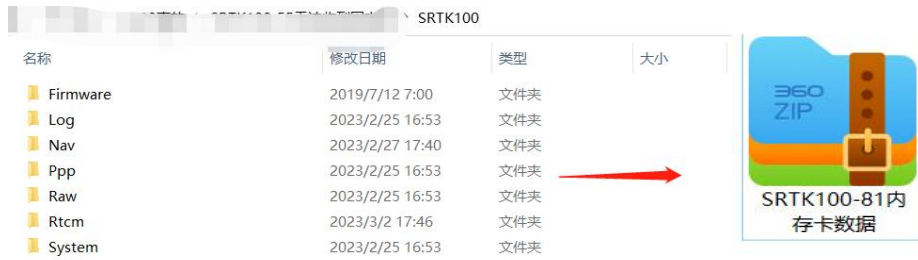 SRTK100
名称 修改日期 类型 大小
Firmware 2019/7/12 7:00 文件夹
Log 2023/2/25 16:53 文件夹
Nav 2023/2/27 17:40 文件夹
Ppp 2023/2/25 16:53 文件夹
Raw 2023/2/25 16:53 文件夹
Rtcm 2023/3/2 17:46 文件夹
System 2023/2/25 16:53 文件夹
360
ZIP
SRTK100-81内
存卡数据